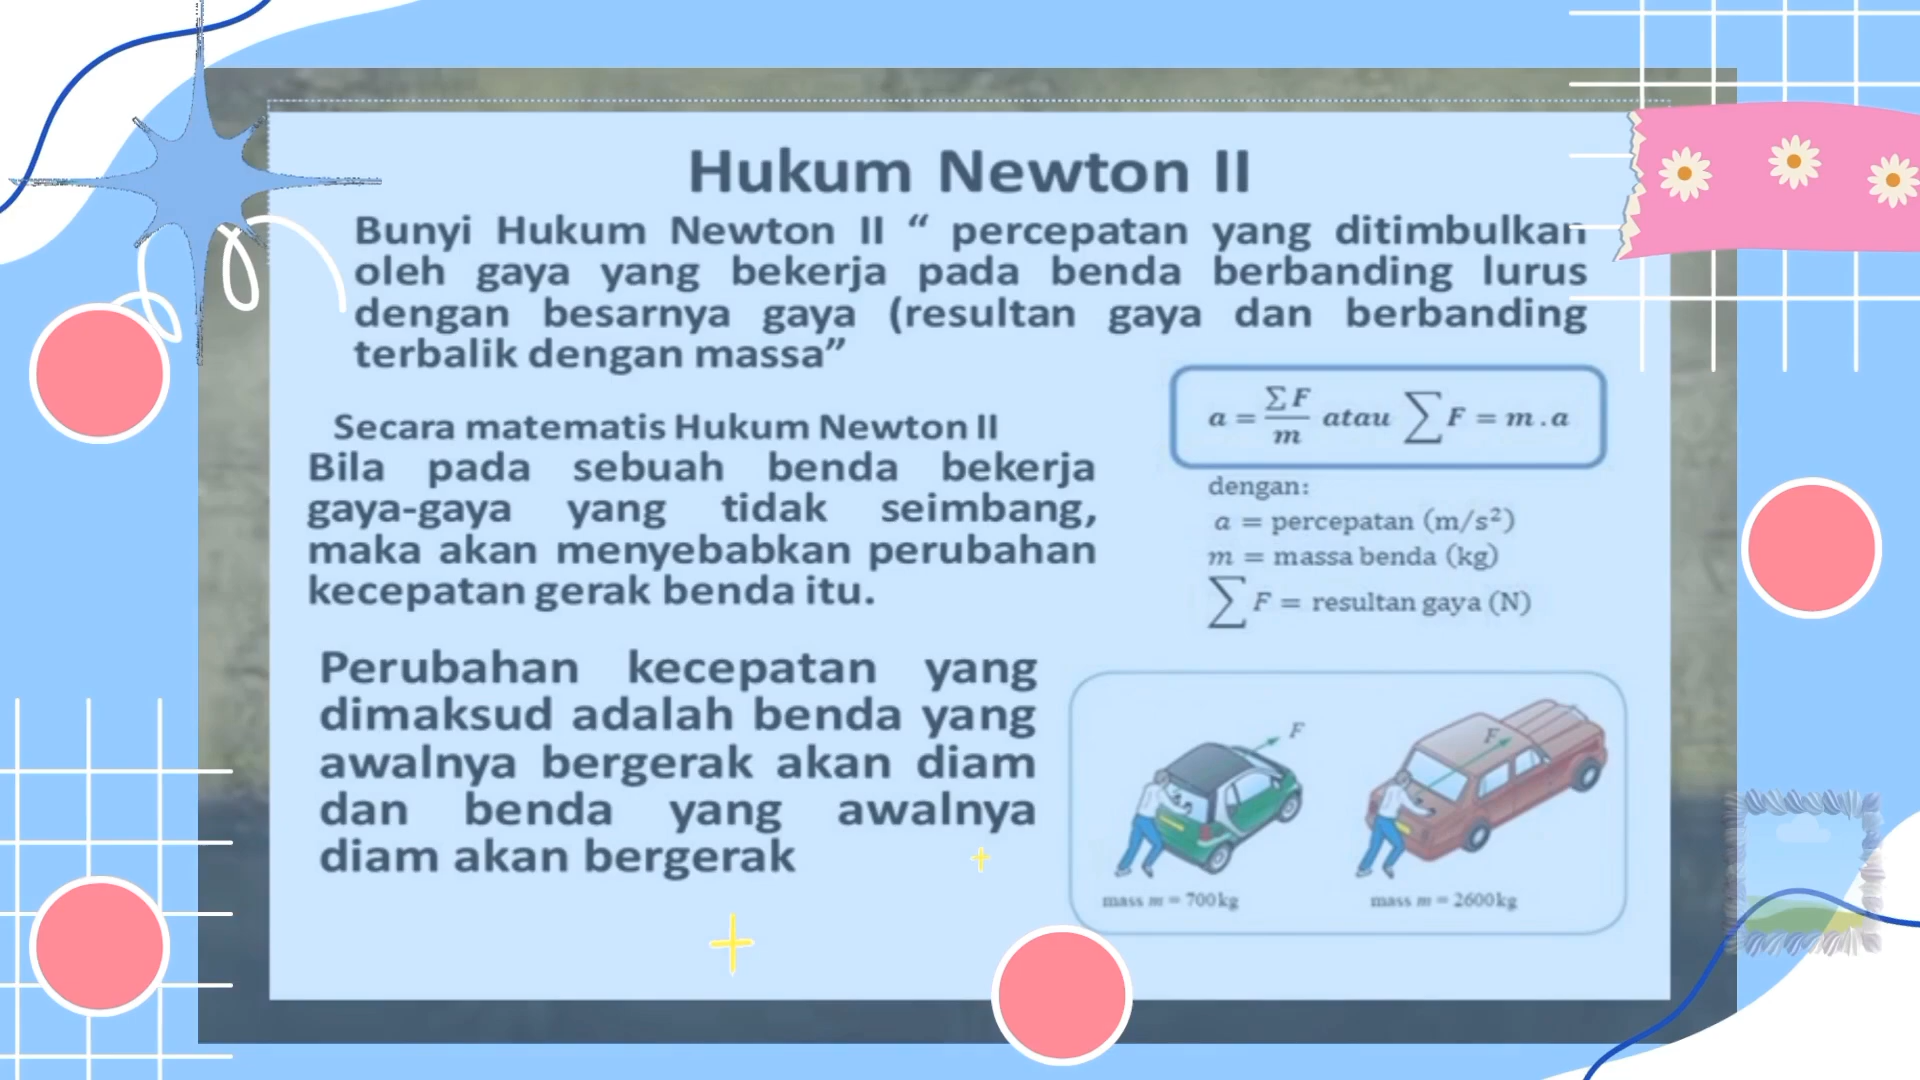 Hukum Newton II
Bunyi Hukum Newton II “ percepatan yang ditimbulkan
oleh gaya yang bekerja pada benda berbanding lurus
dengan besarnya gaya (resultan gaya dan berbanding
terbalik dengan massa”
a = ∑F/m atau ∑F = m.a
Secara matematis Hukum Newton II
Bila pada sebuah benda bekerja
gaya-gaya yang tidak seimbang,
maka akan menyebabkan perubahan
kecepatan gerak benda itu.
dengan:
a = percepatan (m/s²)
m = massa benda (kg)
∑F = resultan gaya (N)
Perubahan kecepatan yang
dimaksud adalah benda yang
awalnya bergerak akan diam
dan benda yang awalnya
diam akan bergerak
F
F
mass m = 700kg
mass m = 2600kg